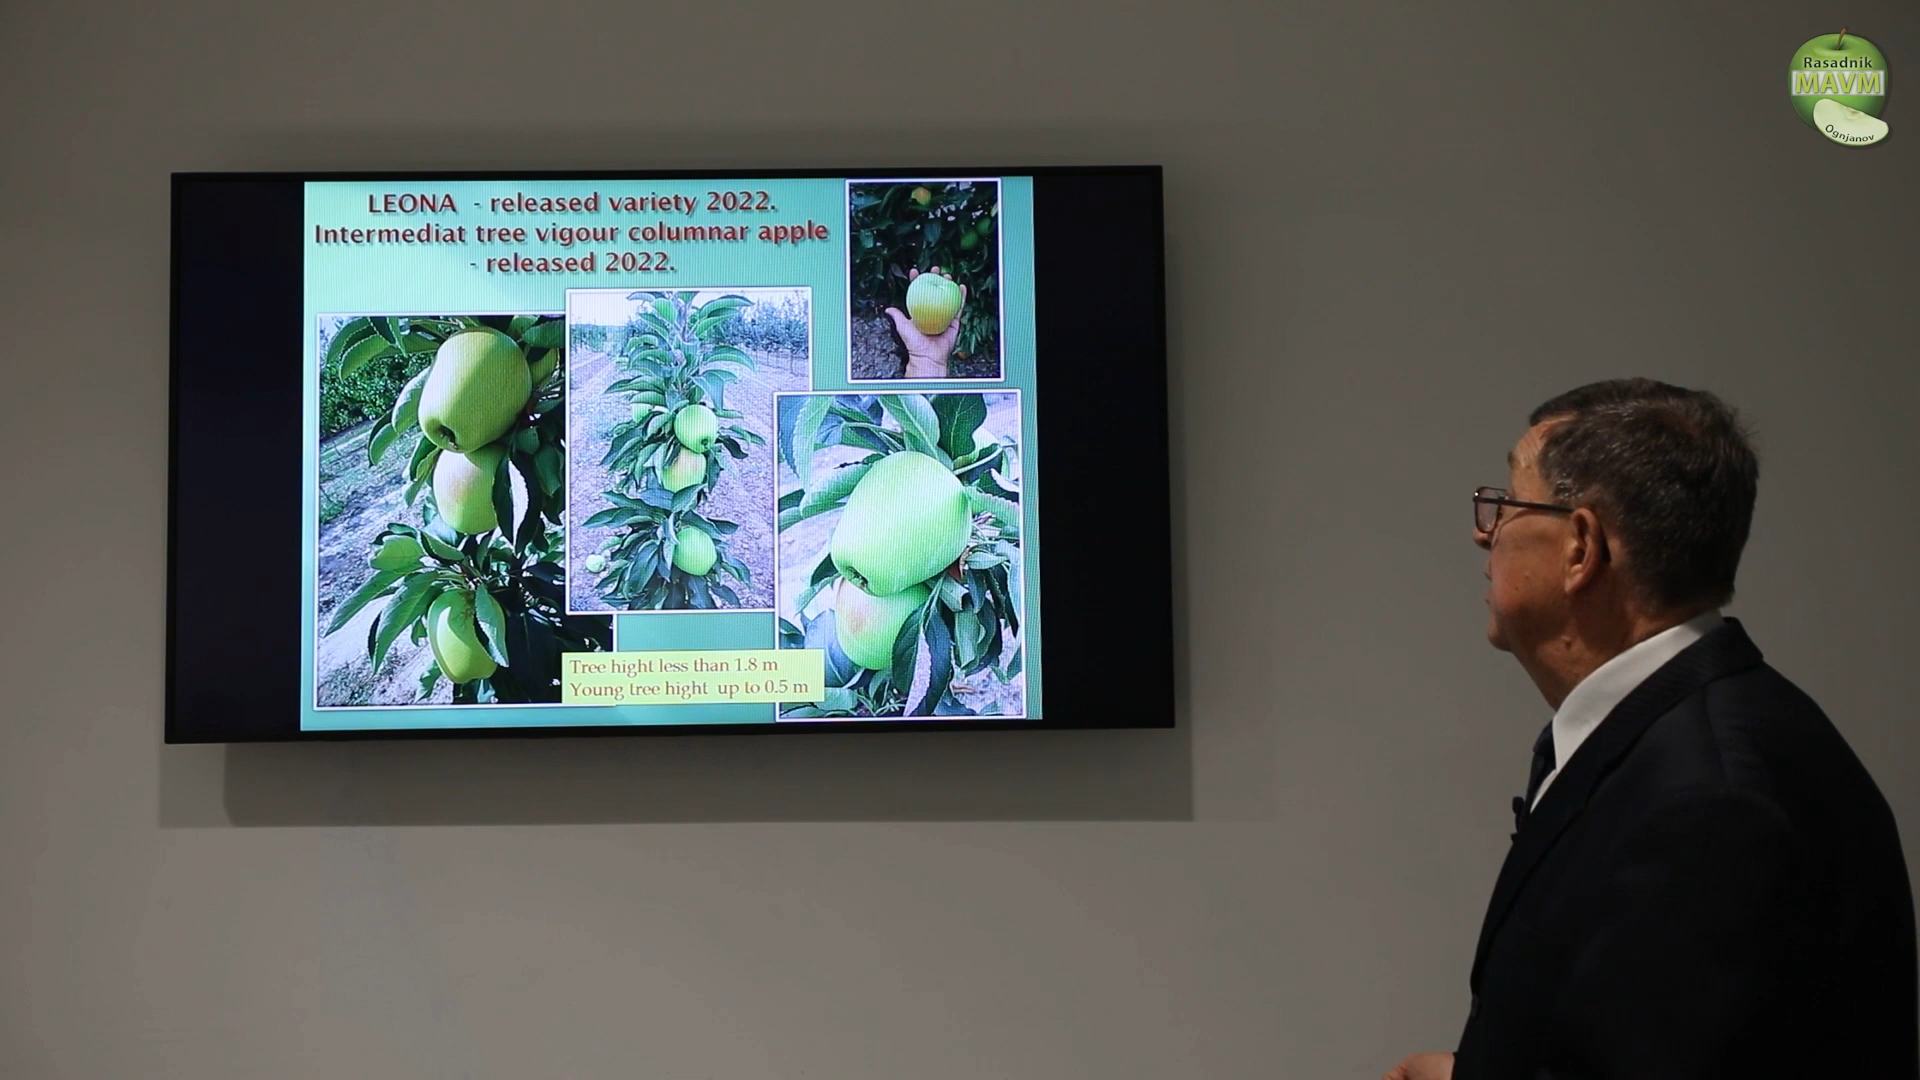 LEONA - released variety 2022.
Intermediat tree vigour columnar apple
- released 2022.
Tree hight less than 1.8 m
Young tree hight up to 0.5 m
Rasadnik
MAVM
Ognjanov